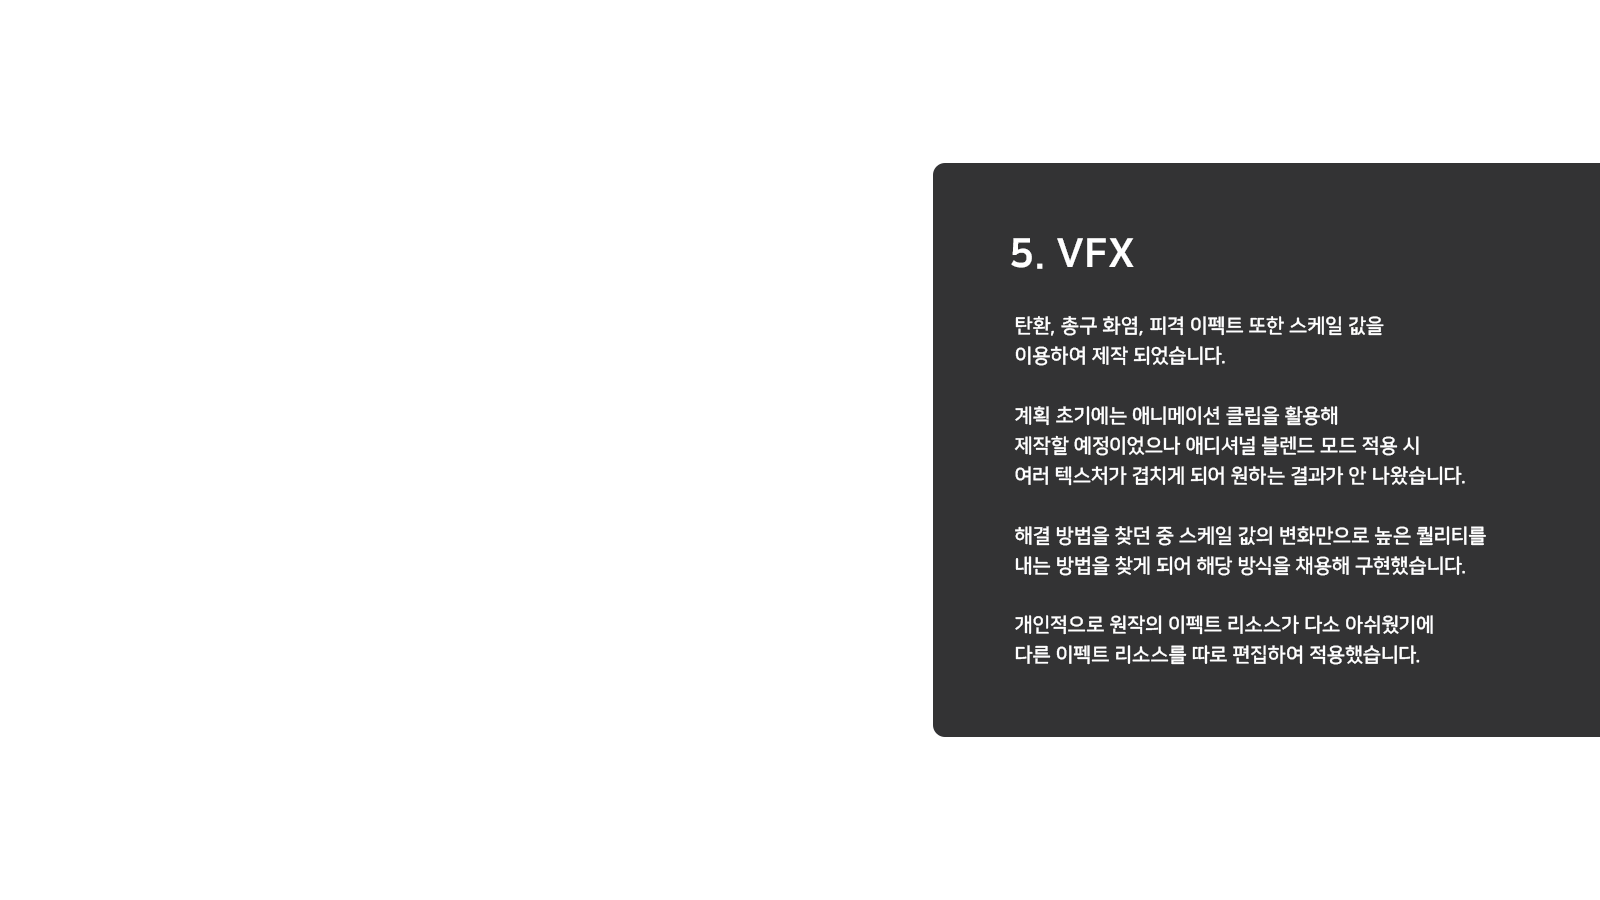 5. VFX
탄환, 총구 화염, 피격 이펙트 또한 스케일 값을
이용하여 제작 되었습니다.
계획 초기에는 애니메이션 클립을 활용해
제작할 예정이었으나 애디셔널 블렌드 모드 적용 시
여러 텍스처가 겹치게 되어 원하는 결과가 안 나왔습니다.
해결 방법을 찾던 중 스케일 값의 변화만으로 높은 퀄리티를
내는 방법을 찾게 되어 해당 방식을 채용해 구현했습니다.
개인적으로 원작의 이펙트 리소스가 다소 아쉬웠기에
다른 이펙트 리소스를 따로 편집하여 적용했습니다.